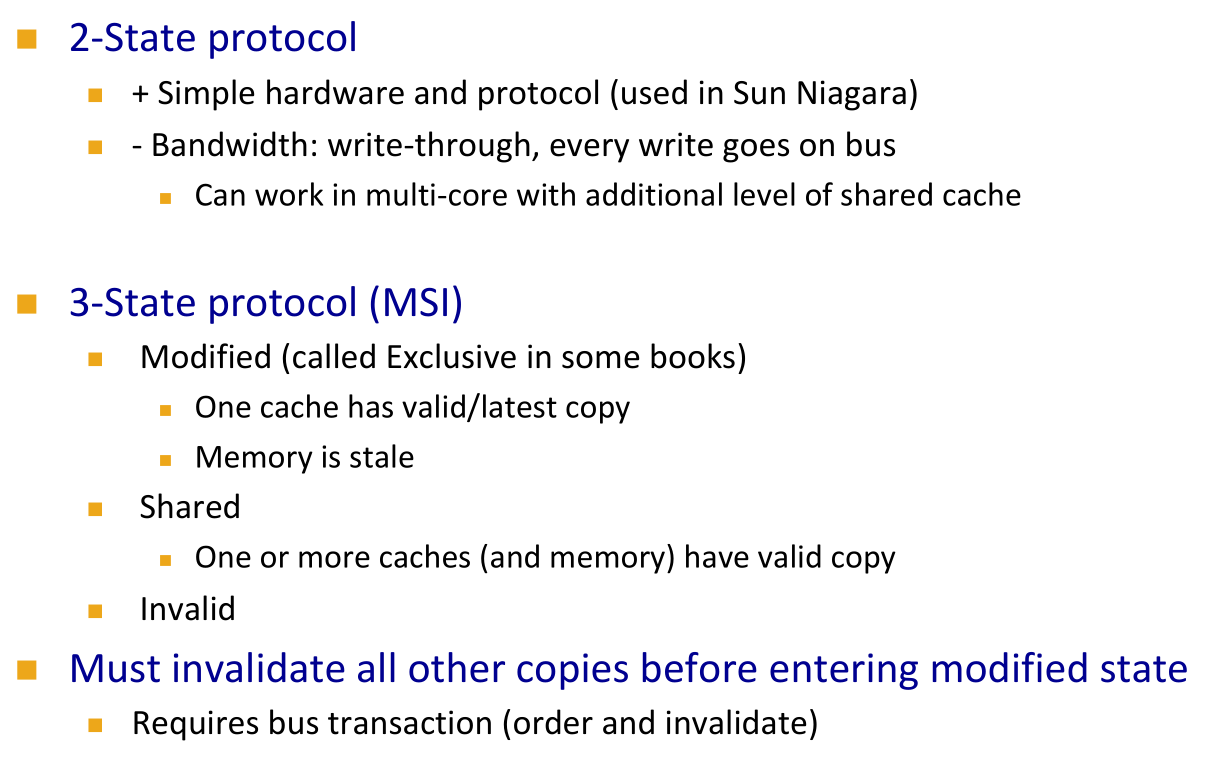 2-State protocol
+ Simple hardware and protocol (used in Sun Niagara)
- Bandwidth: write-through, every write goes on bus
Can work in multi-core with additional level of shared cache
3-State protocol (MSI)
Modified (called Exclusive in some books)
One cache has valid/latest copy
Memory is stale
Shared
One or more caches (and memory) have valid copy
Invalid
Must invalidate all other copies before entering modified state
Requires bus transaction (order and invalidate)